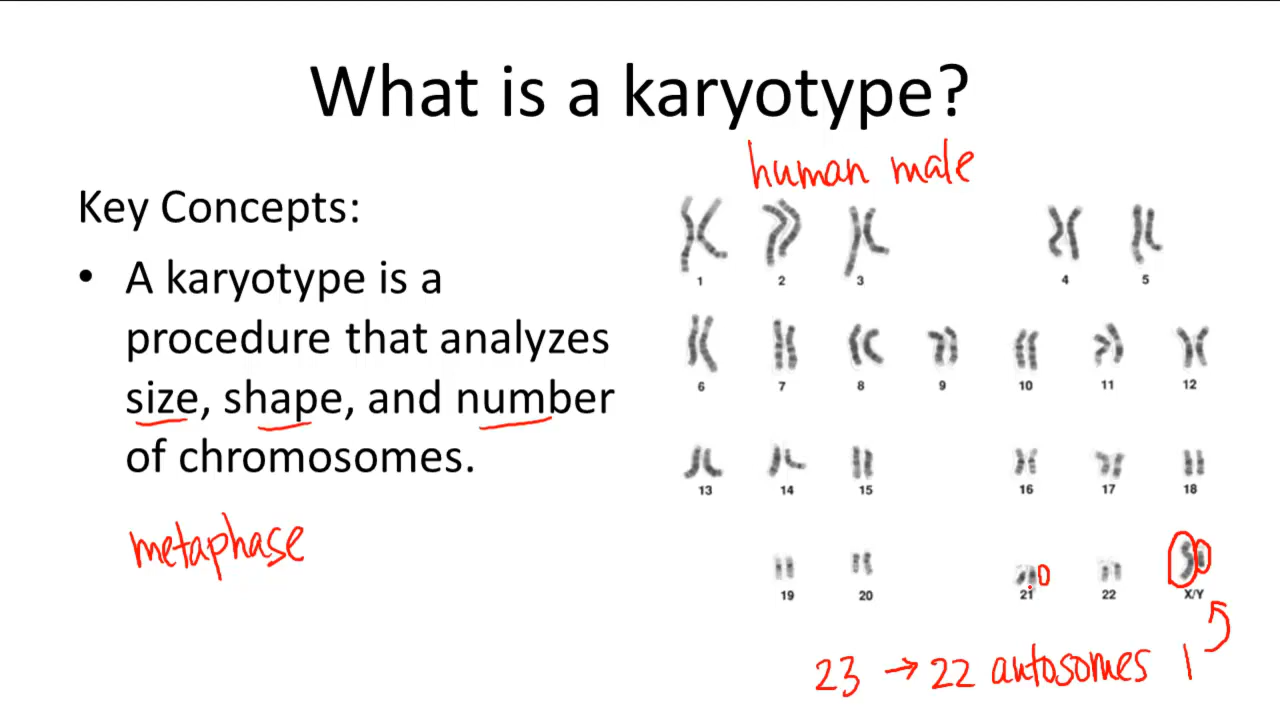 What is a karyotype?
human male
Key Concepts:
• A karyotype is a
procedure that analyzes
size, shape, and number
of chromosomes.
metaphase
1 2 3 4 5
6 7 8 9 10 11 12
13 14 15 16 17 18
19 20 21 22 X/Y
23 → 22 autosomes 1